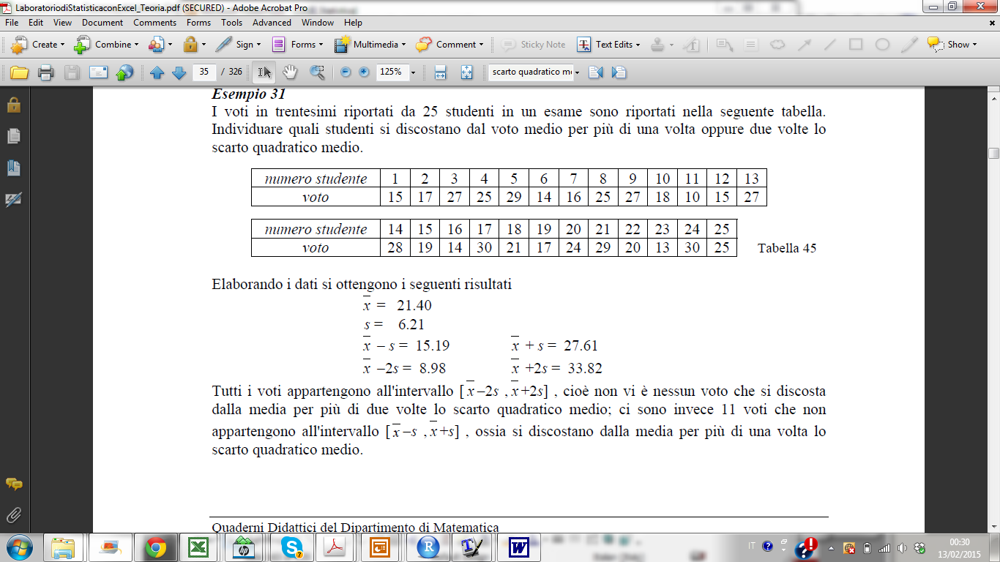 LaboratoriodiStatisticaconExcel_Teoria.pdf (SECURED) - Adobe Acrobat Pro
File Edit View Document Comments Forms Tools Advanced Window Help
Create Combine Sign Forms Multimedia Comment Sticky Note Text Edits Show
35 / 326 125% scarto quadratico m
Esempio 31
I voti in trentesimi riportati da 25 studenti in un esame sono riportati nella seguente tabella.
Individuare quali studenti si discostano dal voto medio per più di una volta oppure due volte lo
scarto quadratico medio.
numero studente 1 2 3 4 5 6 7 8 9 10 11 12 13
voto 15 17 27 25 29 14 16 25 27 18 10 15 27
numero studente 14 15 16 17 18 19 20 21 22 23 24 25
voto 28 19 14 30 21 17 24 29 20 13 30 25 Tabella 45
Elaborando i dati si ottengono i seguenti risultati
x̅ = 21.40
s = 6.21
x̅ – s = 15.19 x̅ + s = 27.61
x̅ –2s = 8.98 x̅ +2s = 33.82
Tutti i voti appartengono all'intervallo [ x̅–2s , x̅+2s] , cioè non vi è nessun voto che si discosta
dalla media per più di due volte lo scarto quadratico medio; ci sono invece 11 voti che non
appartengono all'intervallo [ x̅–s , x̅+s] , ossia si discostano dalla media per più di una volta lo
scarto quadratico medio.
Quaderni Didattici del Dipartimento di Matematica
IT 00:30
13/02/2015